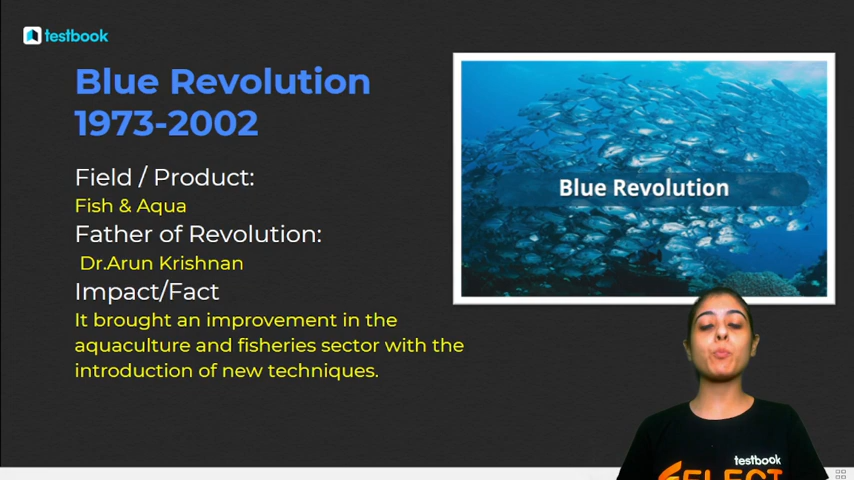 testbook
Blue Revolution
1973-2002
Field / Product:
Fish & Aqua
Father of Revolution:
Dr.Arun Krishnan
Impact/Fact
It brought an improvement in the
aquaculture and fisheries sector with the
introduction of new techniques.
Blue Revolution
testbook
SELECT